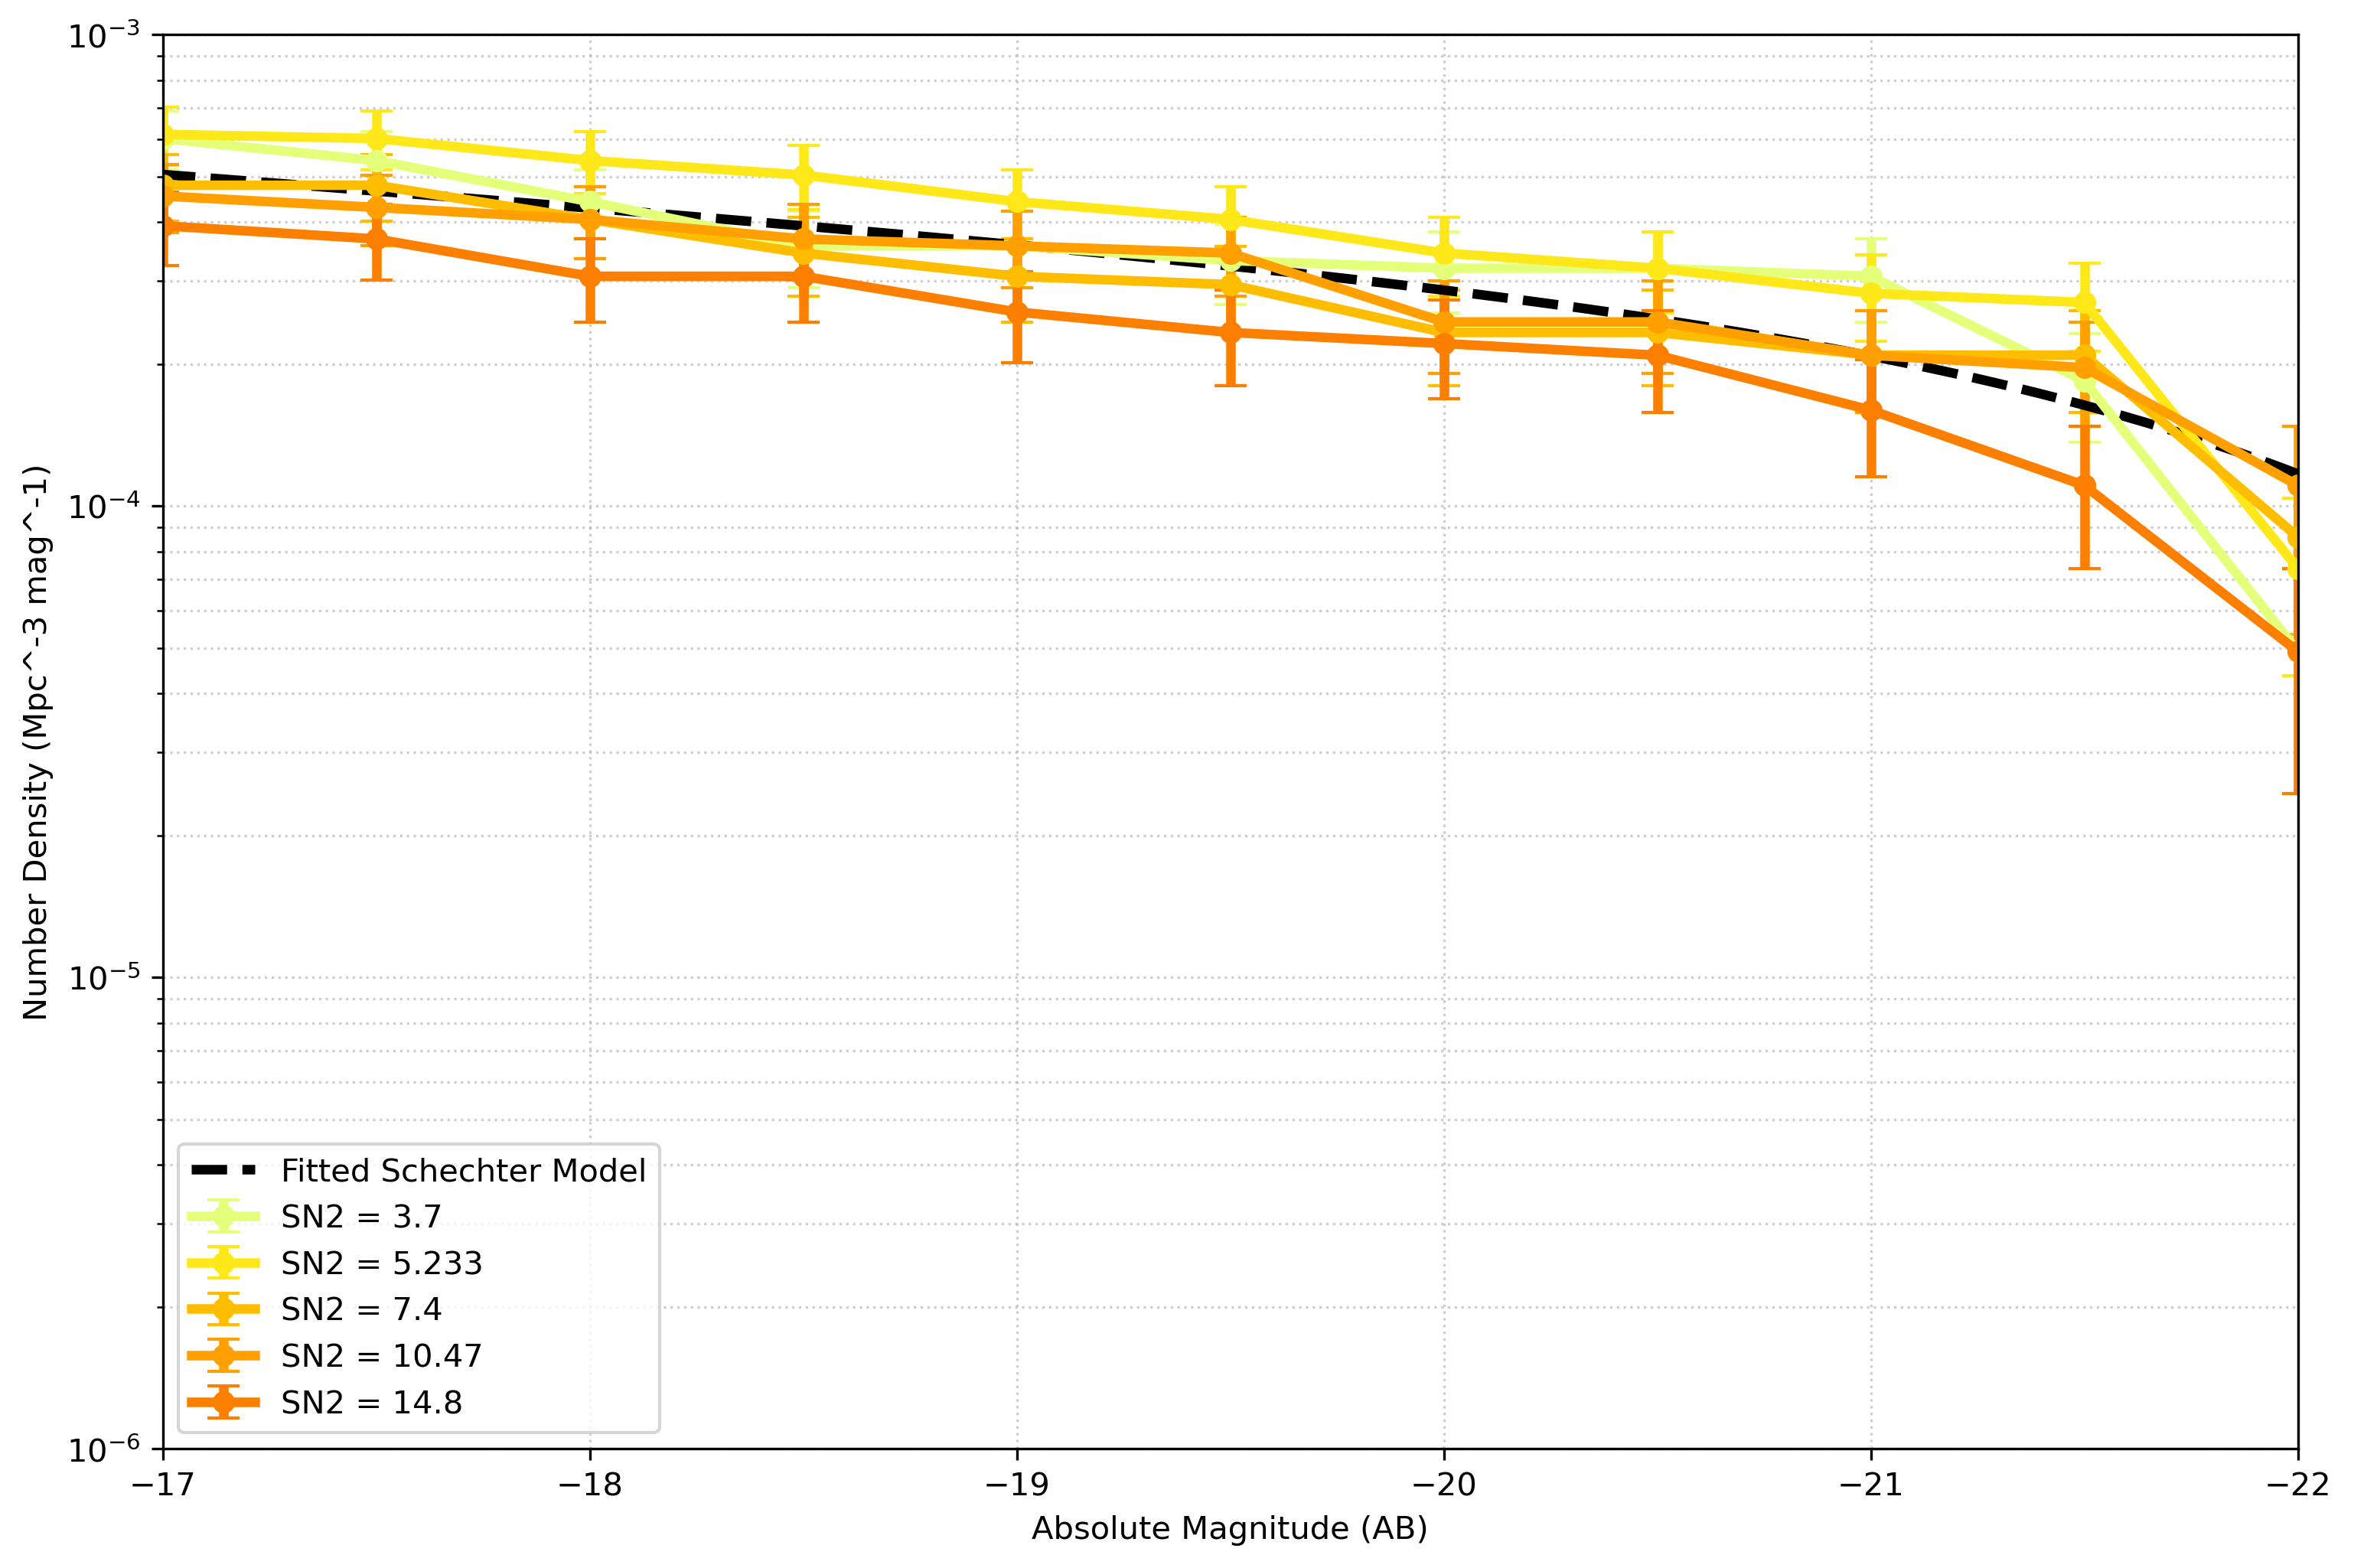 10⁻³
10⁻⁴
10⁻⁵
10⁻⁶
Number Density (Mpc^-3 mag^-1)
Fitted Schechter Model
SN2 = 3.7
SN2 = 5.233
SN2 = 7.4
SN2 = 10.47
SN2 = 14.8
−17 −18 −19 −20 −21 −22
Absolute Magnitude (AB)